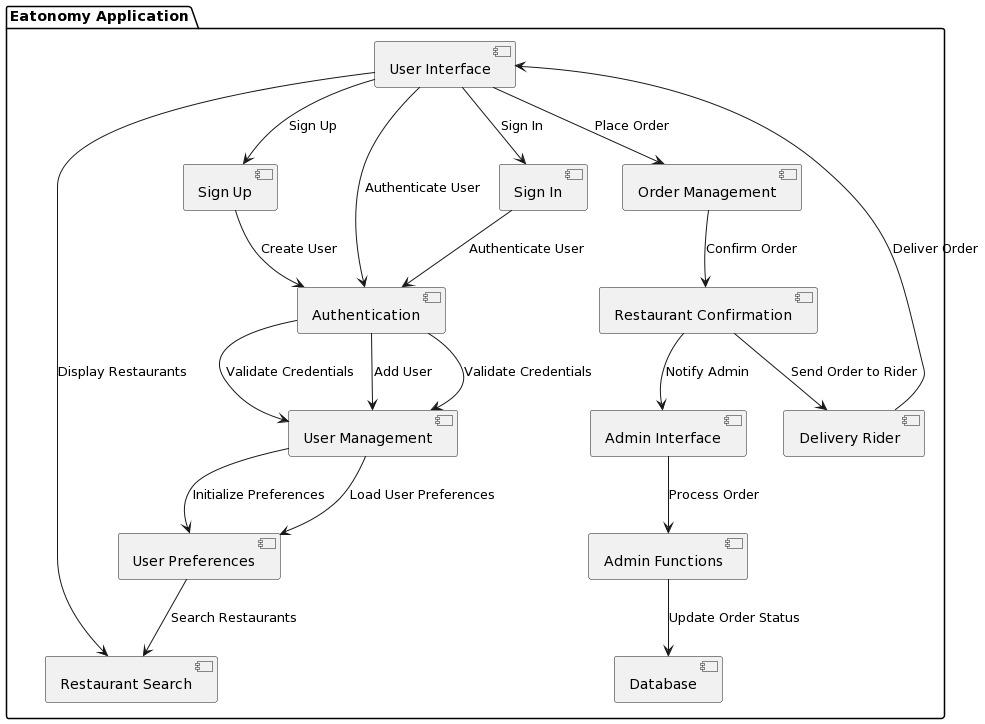 Eatonomy Application
User Interface
Sign Up
Sign In
Place Order
Authenticate User
Sign Up
Sign In
Order Management
Create User
Authenticate User
Confirm Order
Deliver Order
Authentication
Restaurant Confirmation
Display Restaurants
Validate Credentials
Add User
Validate Credentials
Notify Admin
Send Order to Rider
User Management
Admin Interface
Delivery Rider
Initialize Preferences
Load User Preferences
Process Order
User Preferences
Admin Functions
Search Restaurants
Update Order Status
Restaurant Search
Database